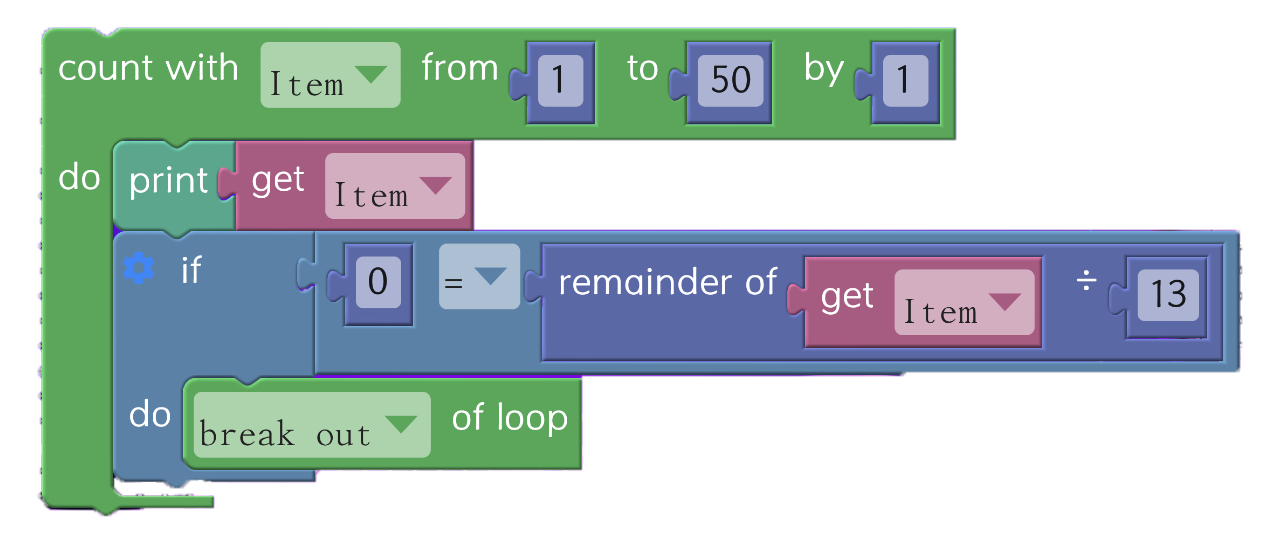 count with Item from 1 to 50 by 1
do print get Item
if 0 = remainder of get Item ÷ 13
do break out of loop